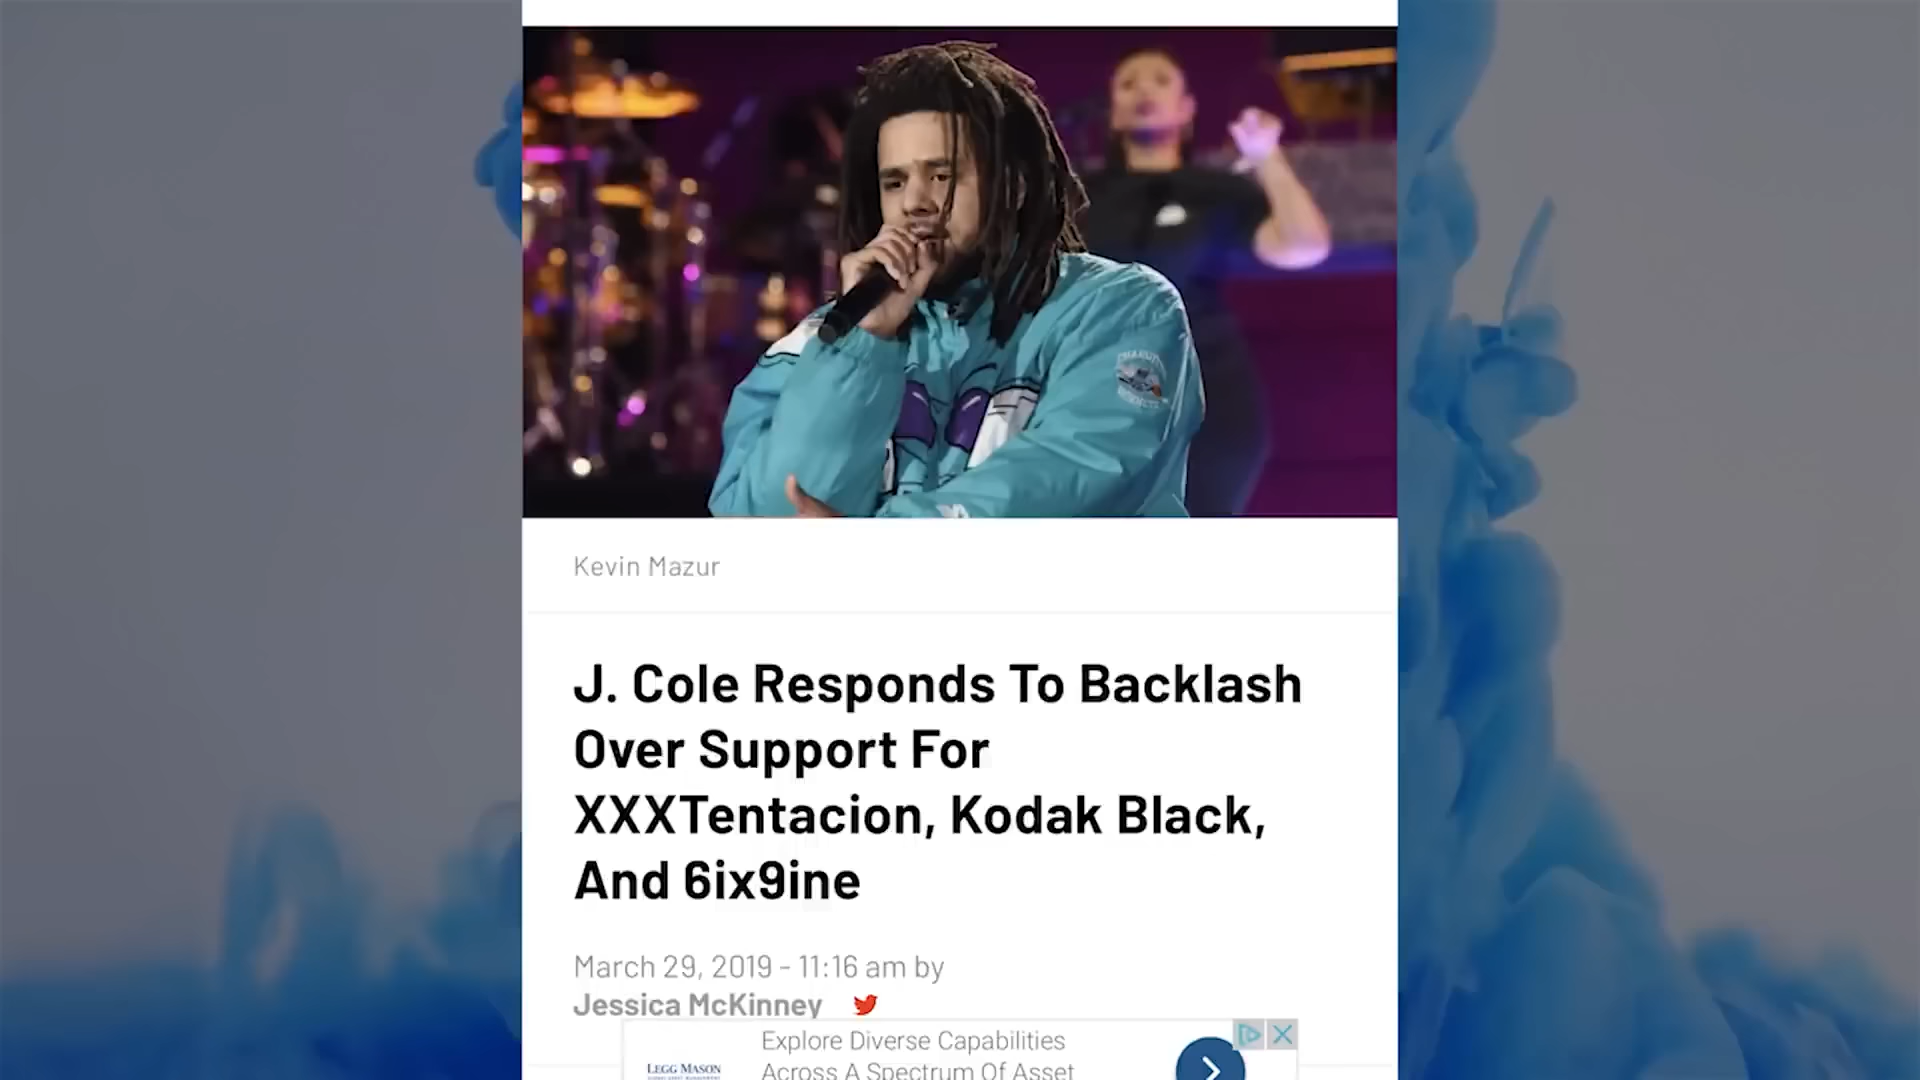 Kevin Mazur
J. Cole Responds To Backlash
Over Support For
XXXTentacion, Kodak Black,
And 6ix9ine
March 29, 2019 - 11:16 am by
Jessica McKinney
Explore Diverse Capabilities
Across A Spectrum Of Asset
LEGG MASON